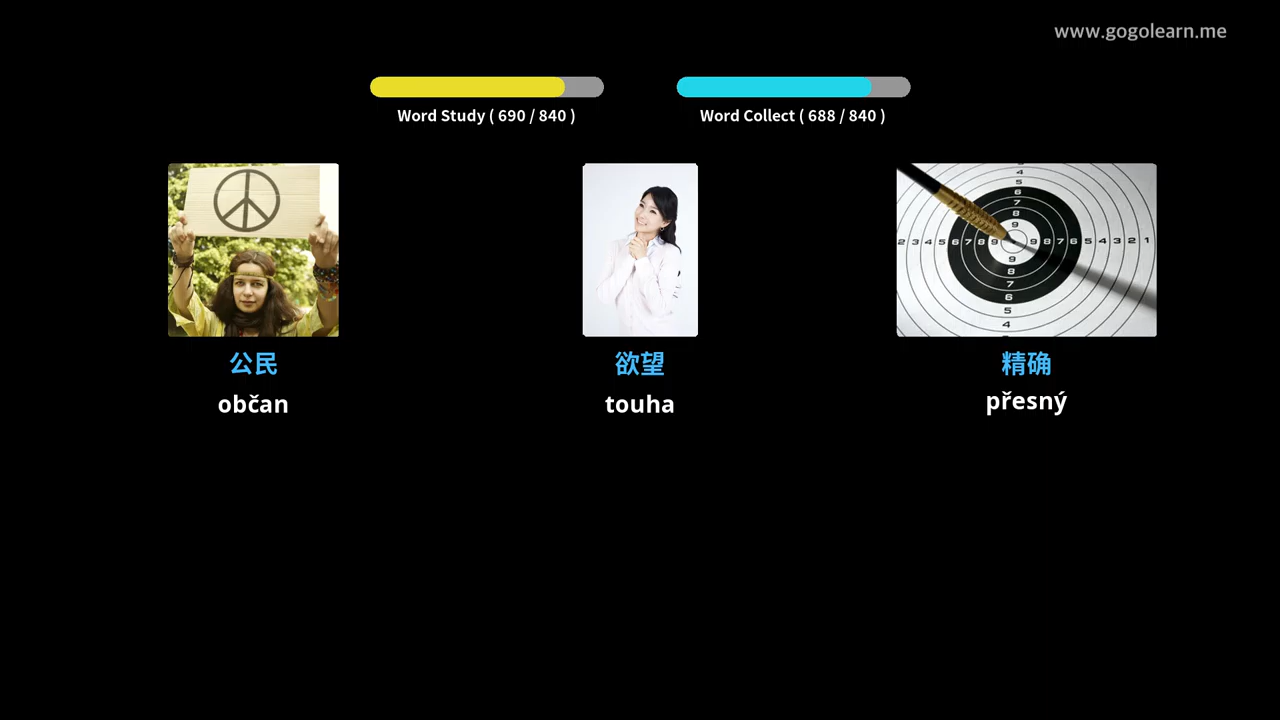 www.gogolearn.me
Word Study ( 690 / 840 )
Word Collect ( 688 / 840 )
公民
občan
欲望
touha
精确
přesný